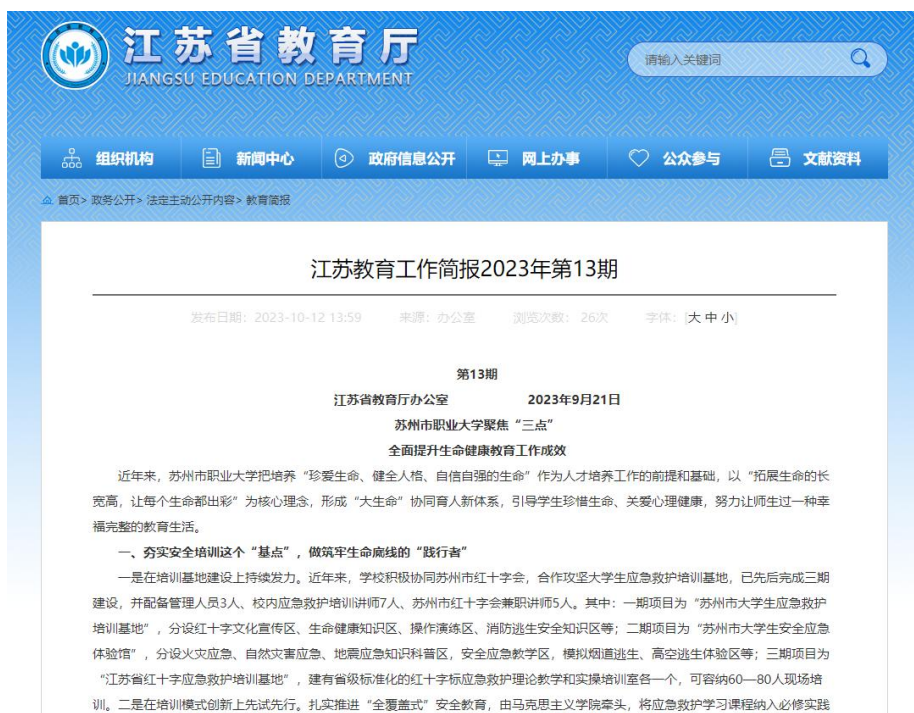 江苏省教育厅
JIANGSU EDUCATION DEPARTMENT
请输入关键词
组织机构 新闻中心 政府信息公开 网上办事 公众参与 文献资料
首页> 政务公开> 法定主动公开内容> 教育简报
江苏教育工作简报2023年第13期
发布日期：2023-10-12 13:59 来源：办公室 浏览次数： 26次 字体：[大 中 小]
第13期
江苏省教育厅办公室 2023年9月21日
苏州市职业大学聚焦“三点”
全面提升生命健康教育工作成效
近年来，苏州市职业大学把培养“珍爱生命、健全人格、自信自强的生命”作为人才培养工作的前提和基础，以“拓展生命的长
宽高，让每个生命都出彩”为核心理念，形成“大生命”协同育人新体系，引导学生珍惜生命、关爱心理健康，努力让师生过一种幸
福完整的教育生活。
一、夯实安全培训这个“基点”，做筑牢生命底线的“践行者”
一是在培训基地建设上持续发力。近年来，学校积极协同苏州市红十字会，合作攻坚大学生应急救护培训基地，已先后完成三期
建设，并配备管理人员3人、校内应急救护培训讲师7人、苏州市红十字会兼职讲师5人。其中：一期项目为“苏州市大学生应急救护
培训基地”，分设红十字文化宣传区、生命健康知识区、操作演练区、消防逃生安全知识区等；二期项目为“苏州市大学生安全应急
体验馆”，分设火灾应急、自然灾害应急、地震应急知识科普区，安全应急教学区，模拟烟道逃生、高空逃生体验区等；三期项目为
“江苏省红十字应急救护培训基地”，建有省级标准化的红十字标应急救护理论教学和实操培训室各一个，可容纳60—80人现场培
训。二是在培训模式创新上先试先行。扎实推进“全覆盖式”安全教育，由马克思主义学院牵头，将应急救护学习课程纳入必修实践